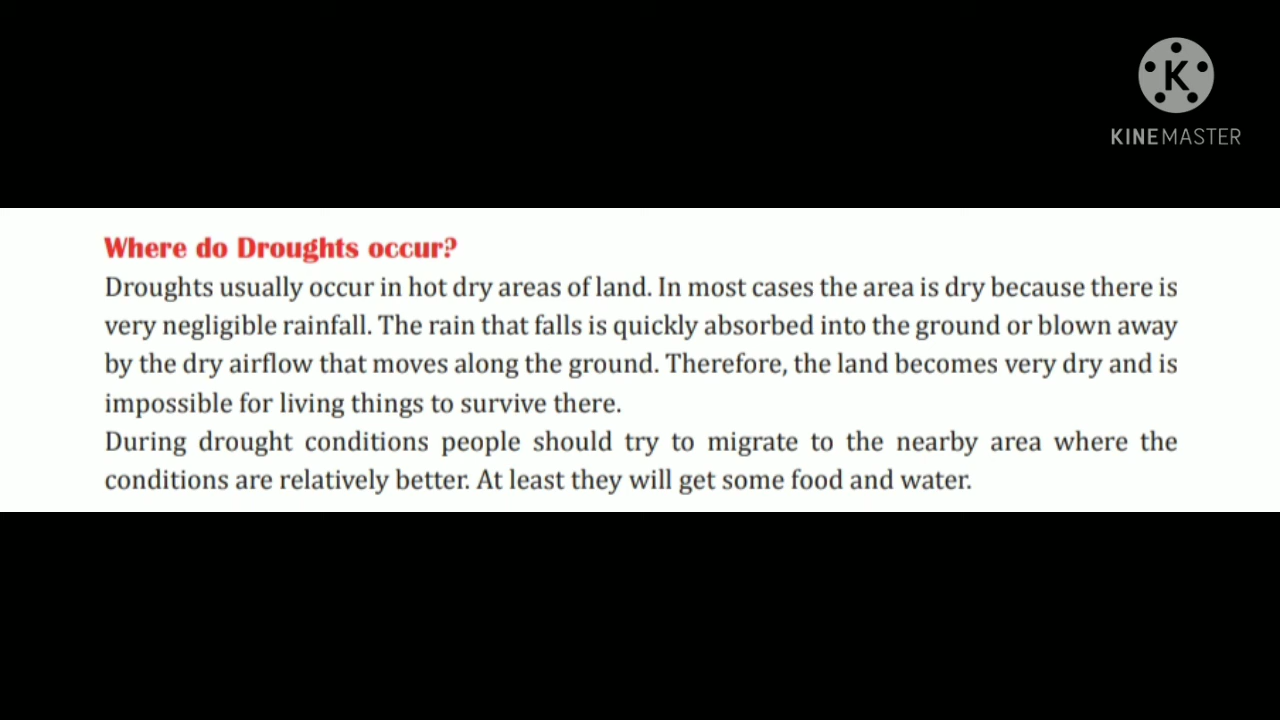 K
KINEMASTER
Where do Droughts occur?
Droughts usually occur in hot dry areas of land. In most cases the area is dry because there is
very negligible rainfall. The rain that falls is quickly absorbed into the ground or blown away
by the dry airflow that moves along the ground. Therefore, the land becomes very dry and is
impossible for living things to survive there.
During drought conditions people should try to migrate to the nearby area where the
conditions are relatively better. At least they will get some food and water.